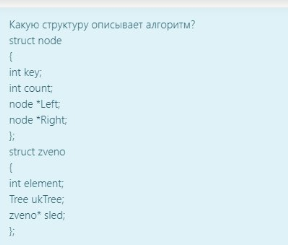 Какую структуру описывает алгоритм?
struct node
{
int key;
int count;
node *Left;
node *Right;
};
struct zveno
{
int element;
Tree ukTree;
zveno* sled;
};